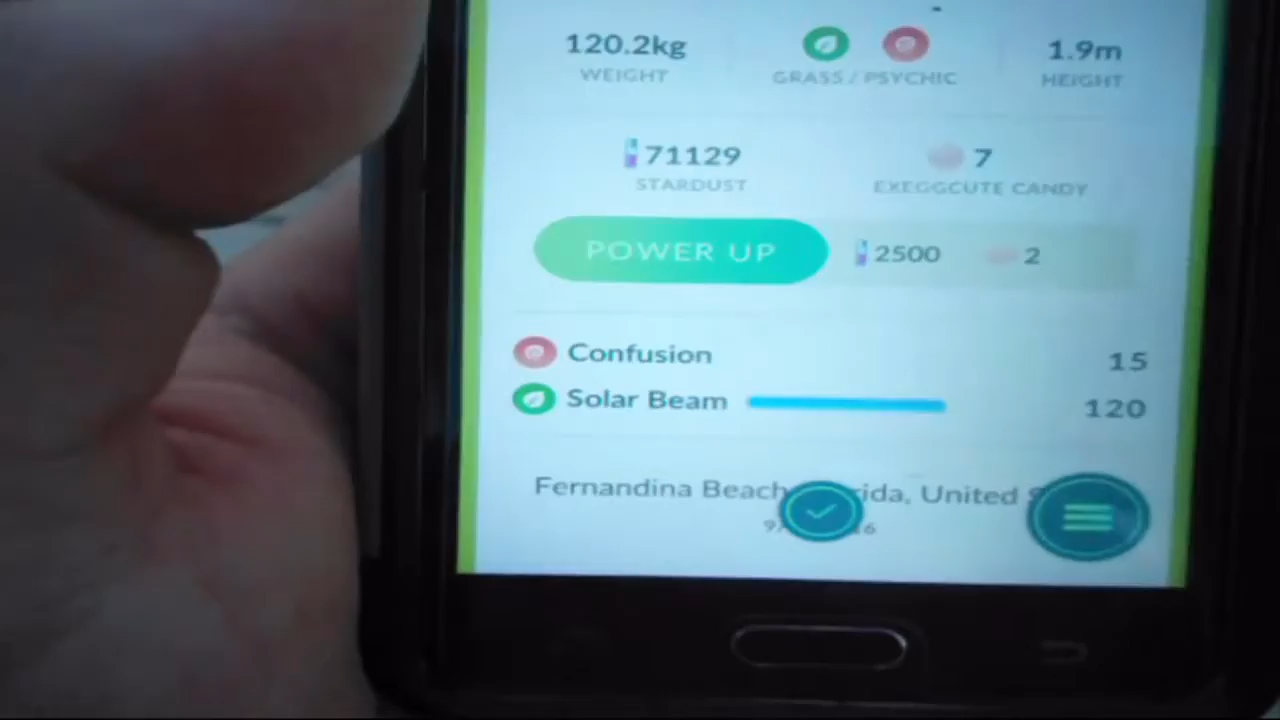 120.2kg 1.9m
WEIGHT GRASS / PSYCHIC HEIGHT
71129 7
STARDUST EXEGGCUTE CANDY
POWER UP 2500 2
Confusion 15
Solar Beam 120
Fernandina Beach United